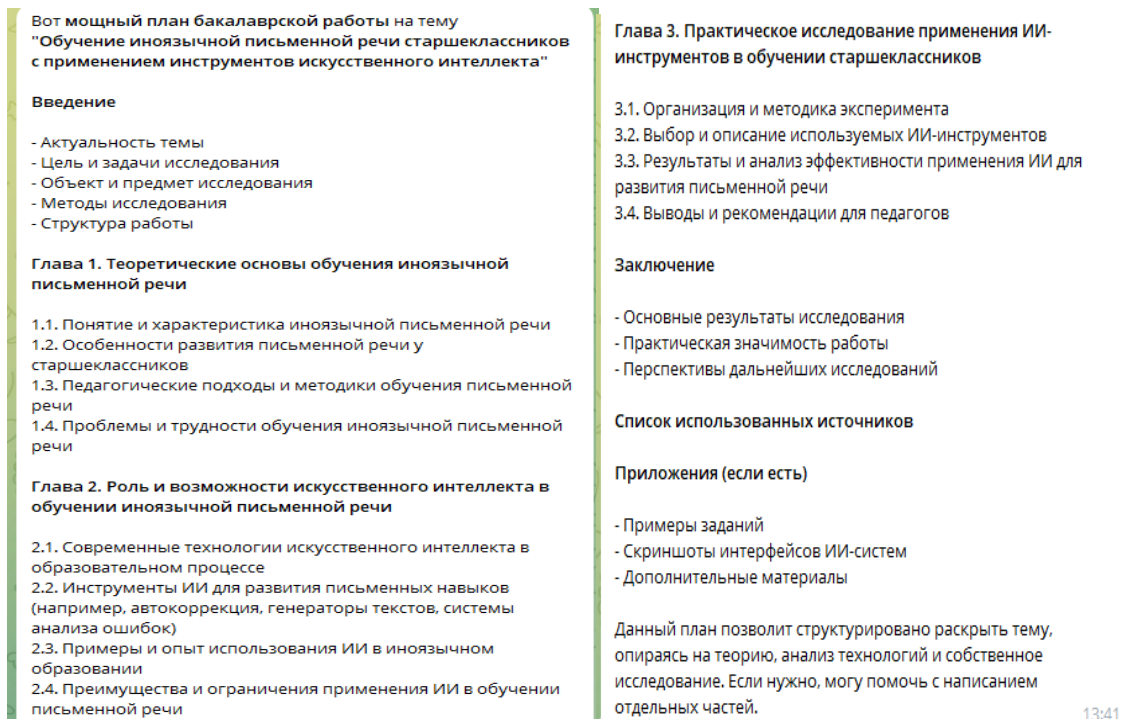 Вот мощный план бакалаврской работы на тему
"Обучение иноязычной письменной речи старшеклассников
с применением инструментов искусственного интеллекта"
Введение
- Актуальность темы
- Цель и задачи исследования
- Объект и предмет исследования
- Методы исследования
- Структура работы
Глава 1. Теоретические основы обучения иноязычной
письменной речи
1.1. Понятие и характеристика иноязычной письменной речи
1.2. Особенности развития письменной речи у
старшеклассников
1.3. Педагогические подходы и методики обучения письменной
речи
1.4. Проблемы и трудности обучения иноязычной письменной
речи
Глава 2. Роль и возможности искусственного интеллекта в
обучении иноязычной письменной речи
2.1. Современные технологии искусственного интеллекта в
образовательном процессе
2.2. Инструменты ИИ для развития письменных навыков
(например, автокоррекция, генераторы текстов, системы
анализа ошибок)
2.3. Примеры и опыт использования ИИ в иноязычном
образовании
2.4. Преимущества и ограничения применения ИИ в обучении
письменной речи
Глава 3. Практическое исследование применения ИИ-
инструментов в обучении старшеклассников
3.1. Организация и методика эксперимента
3.2. Выбор и описание используемых ИИ-инструментов
3.3. Результаты и анализ эффективности применения ИИ для
развития письменной речи
3.4. Выводы и рекомендации для педагогов
Заключение
- Основные результаты исследования
- Практическая значимость работы
- Перспективы дальнейших исследований
Список использованных источников
Приложения (если есть)
- Примеры заданий
- Скриншоты интерфейсов ИИ-систем
- Дополнительные материалы
Данный план позволит структурировано раскрыть тему,
опираясь на теорию, анализ технологий и собственное
исследование. Если нужно, могу помочь с написанием
отдельных частей.
13:41